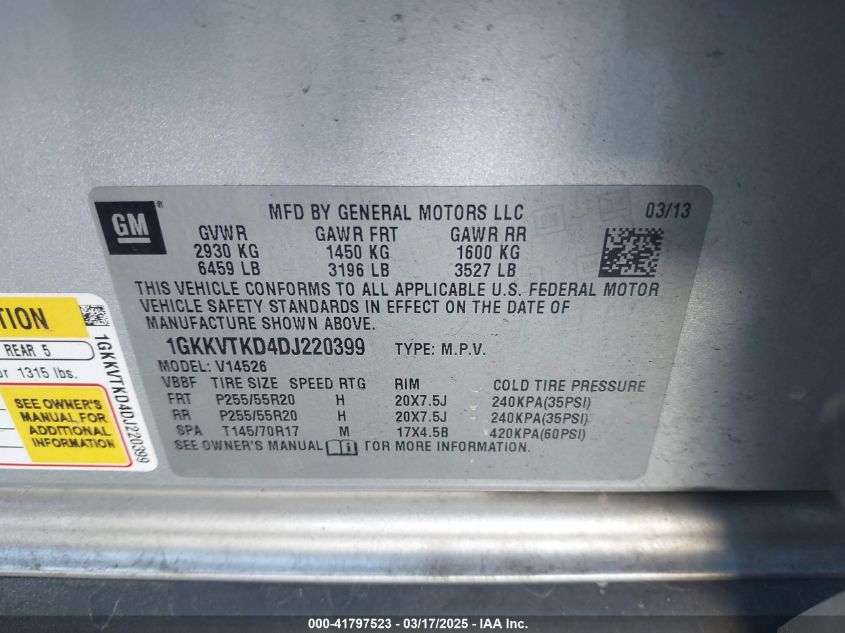 GM
MFD BY GENERAL MOTORS LLC 03/13
GVWR GAWR FRT GAWR RR
2930 KG 1450 KG 1600 KG
6459 LB 3196 LB 3527 LB
THIS VEHICLE CONFORMS TO ALL APPLICABLE U.S. FEDERAL MOTOR
VEHICLE SAFETY STANDARDS IN EFFECT ON THE DATE OF
MANUFACTURE SHOWN ABOVE.
1GKKVTKD4DJ220399 TYPE: M.P.V.
MODEL: V14526
VBBF TIRE SIZE SPEED RTG RIM COLD TIRE PRESSURE
FRT P255/55R20 H 20X7.5J 240KPA(35PSI)
RR P255/55R20 H 20X7.5J 240KPA(35PSI)
SPA T145/70R17 M 17X4.5B 420KPA(60PSI)
SEE OWNER'S MANUAL FOR MORE INFORMATION.
TION
REAR 5
or 1315 lbs.
SEE OWNER'S
MANUAL FOR
ADDITIONAL
INFORMATION
1GKKVTKD4DJ220399
000-41797523 - 03/17/2025 - IAA Inc.